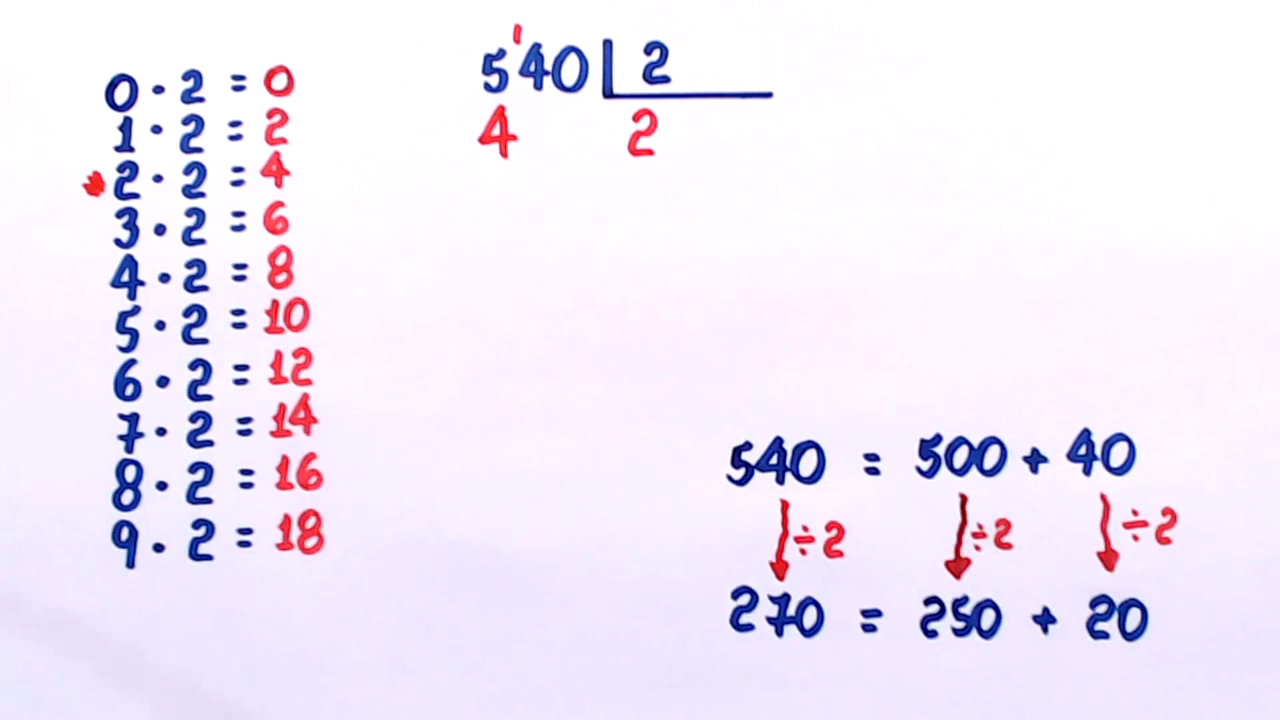 0 · 2 = 0
1 · 2 = 2
* 2 · 2 = 4
3 · 2 = 6
4 · 2 = 8
5 · 2 = 10
6 · 2 = 12
7 · 2 = 14
8 · 2 = 16
9 · 2 = 18
5'40 2
4 2
540 = 500 + 40
÷2 ÷2 ÷2
270 = 250 + 20